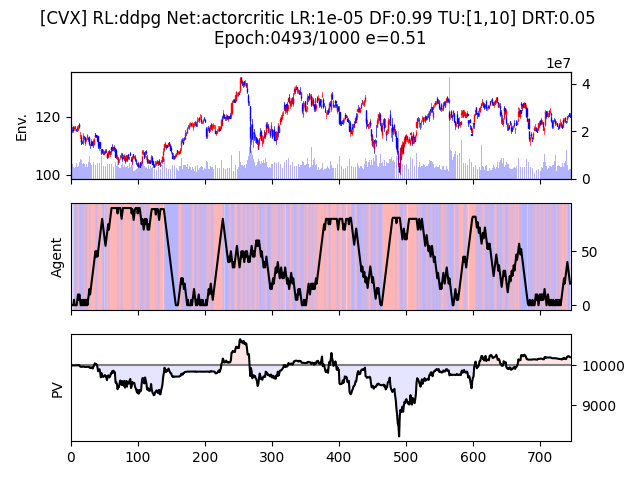 [CVX] RL:ddpg Net:actorcritic LR:1e-05 DF:0.99 TU:[1,10] DRT:0.05
Epoch:0493/1000 e=0.51
1e7
Env.
120
100
4
2
0
Agent
50
0
PV
10000
9000
0 100 200 300 400 500 600 700